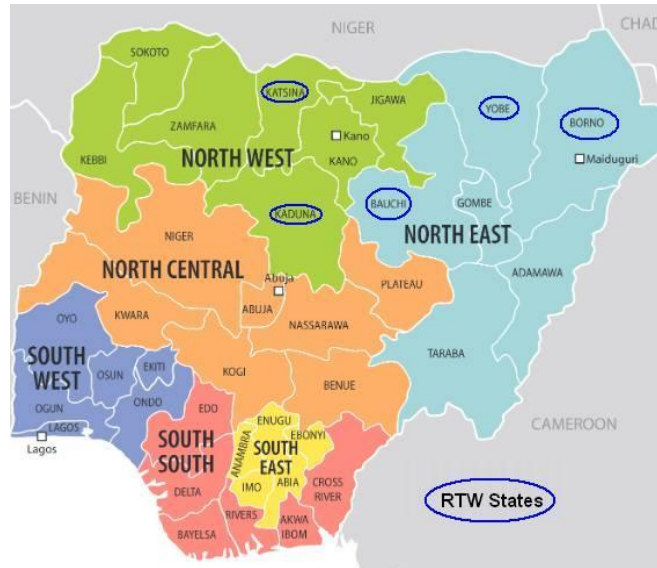 NIGER
CHAD
SOKOTO
KATSINA
JIGAWA
YOBE
BORNO
ZAMFARA
Kano
KEBBI
NORTH WEST
KANO
Maiduguri
BENIN
KADUNA
BAUCHI
GOMBE
NORTH EAST
NIGER
NORTH CENTRAL
Abuja
ABUJA
PLATEAU
ADAMAWA
OYO
KWARA
NASSARAWA
TARABA
SOUTH
WEST
OSUN
EKITI
KOGI
BENUE
OGUN
LAGOS
Lagos
ONDO
EDO
ENUGU
EBONYI
CAMEROON
SOUTH
SOUTH
ANAMBRA
SOUTH
EAST
DELTA
IMO
ABIA
CROSS
RIVER
RIVERS
AKWA
IBOM
BAYELSA
RTW States